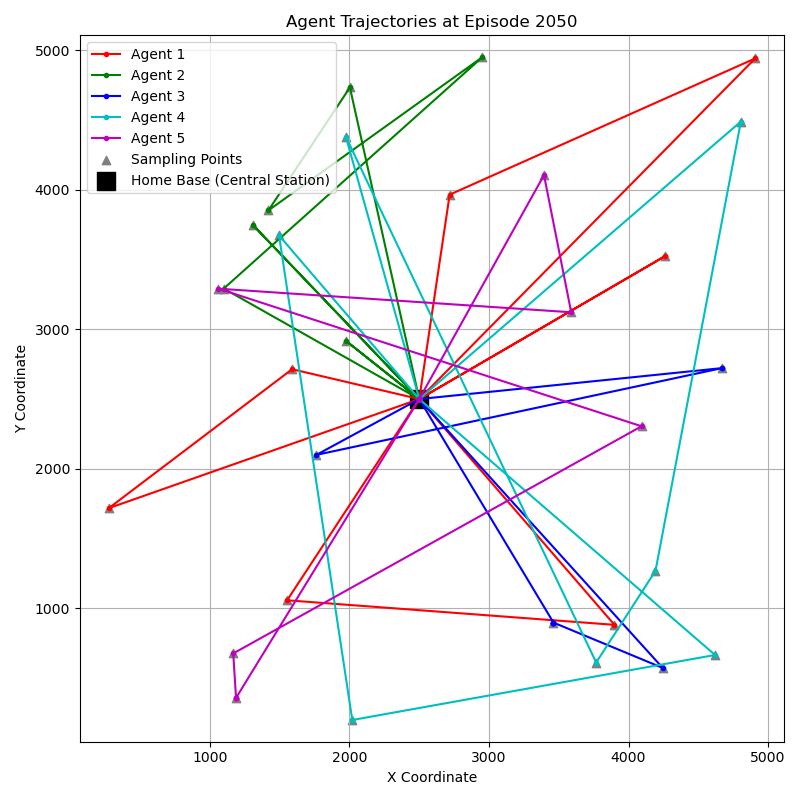 Agent Trajectories at Episode 2050
Agent 1
Agent 2
Agent 3
Agent 4
Agent 5
Sampling Points
Home Base (Central Station)
5000
4000
3000
2000
1000
Y Coordinate
1000
2000
3000
4000
5000
X Coordinate